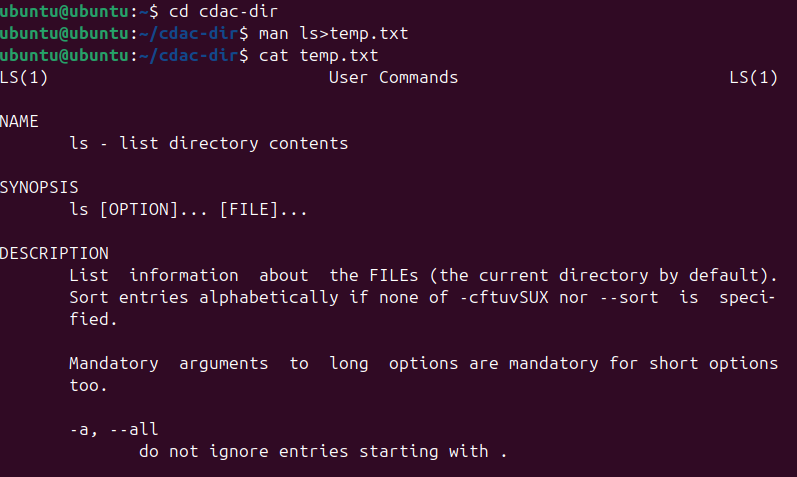 ubuntu@ubuntu:~$ cd cdac-dir
ubuntu@ubuntu:~/cdac-dir$ man ls>temp.txt
ubuntu@ubuntu:~/cdac-dir$ cat temp.txt
LS(1)                            User Commands                           LS(1)
NAME
       ls - list directory contents
SYNOPSIS
       ls [OPTION]... [FILE]...
DESCRIPTION
       List  information  about  the FILEs (the current directory by default).
       Sort entries alphabetically if none of -cftuvSUX nor --sort  is  speci‐
       fied.
       Mandatory  arguments  to  long  options are mandatory for short options
       too.
       -a, --all
              do not ignore entries starting with .